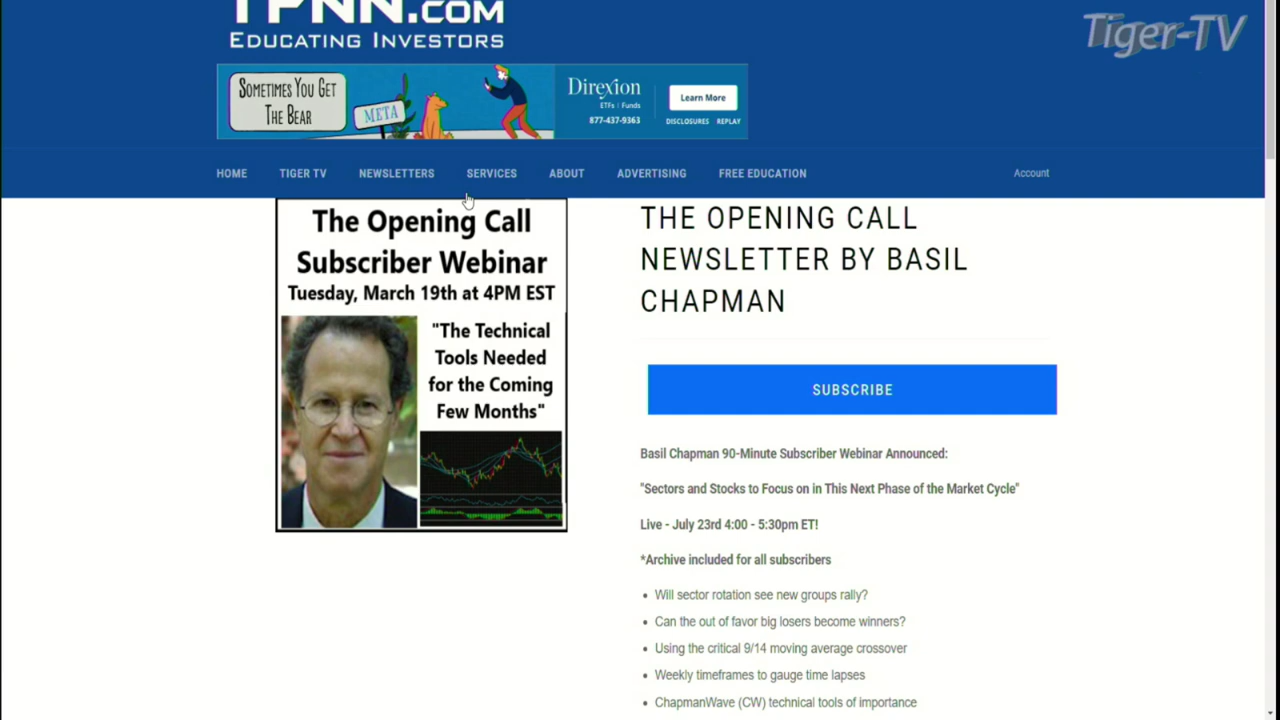 TFNN.COM
EDUCATING INVESTORS
Tiger-TV
SOMETIMES YOU GET
THE BEAR
META
Direxion
ETFs | Funds
877-437-9363
Learn More
DISCLOSURES REPLAY
HOME TIGER TV NEWSLETTERS SERVICES ABOUT ADVERTISING FREE EDUCATION Account
The Opening Call
Subscriber Webinar
Tuesday, March 19th at 4PM EST
"The Technical
Tools Needed
for the Coming
Few Months"
THE OPENING CALL
NEWSLETTER BY BASIL
CHAPMAN
SUBSCRIBE
Basil Chapman 90-Minute Subscriber Webinar Announced:
"Sectors and Stocks to Focus on in This Next Phase of the Market Cycle"
Live - July 23rd 4:00 - 5:30pm ET!
*Archive included for all subscribers
• Will sector rotation see new groups rally?
• Can the out of favor big losers become winners?
• Using the critical 9/14 moving average crossover
• Weekly timeframes to gauge time lapses
• ChapmanWave (CW) technical tools of importance